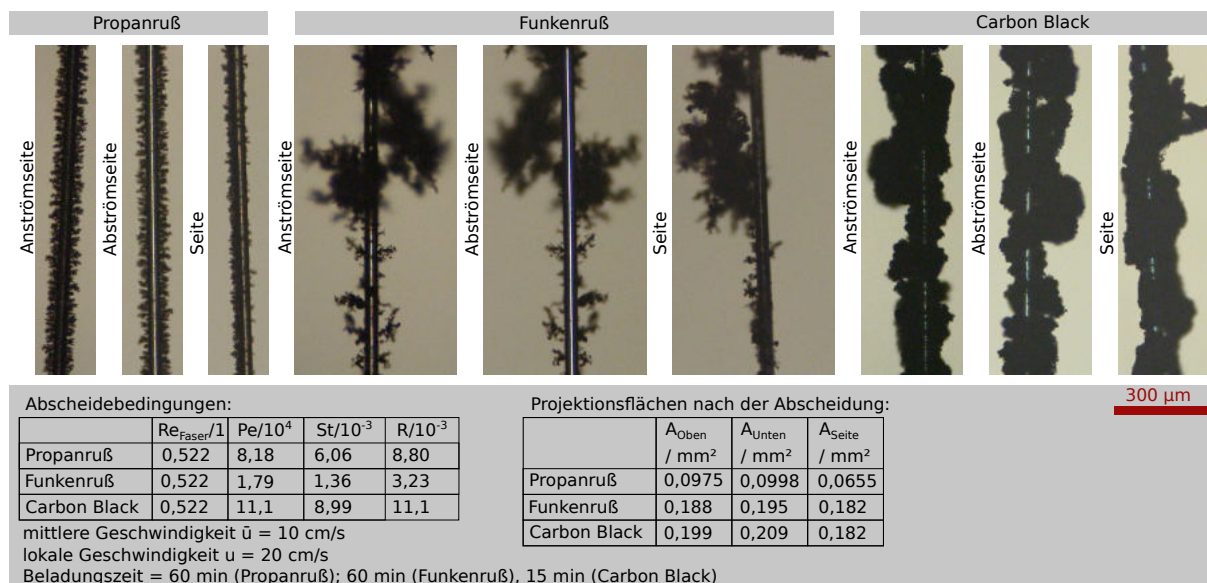 Propanruß
Funkenruß
Carbon Black
Anströmseite
Abströmseite
Seite
Anströmseite
Abströmseite
Seite
Anströmseite
Abströmseite
Seite
300 µm
Abscheidebedingungen:
Re_Faser/1 Pe/10⁴ St/10⁻³ R/10⁻³
Propanruß 0,522 8,18 6,06 8,80
Funkenruß 0,522 1,79 1,36 3,23
Carbon Black 0,522 11,1 8,99 11,1
mittlere Geschwindigkeit ū = 10 cm/s
lokale Geschwindigkeit u = 20 cm/s
Beladungszeit = 60 min (Propanruß); 60 min (Funkenruß), 15 min (Carbon Black)
Projektionsflächen nach der Abscheidung:
A_Oben A_Unten A_Seite
/ mm² / mm² / mm²
Propanruß 0,0975 0,0998 0,0655
Funkenruß 0,188 0,195 0,182
Carbon Black 0,199 0,209 0,182